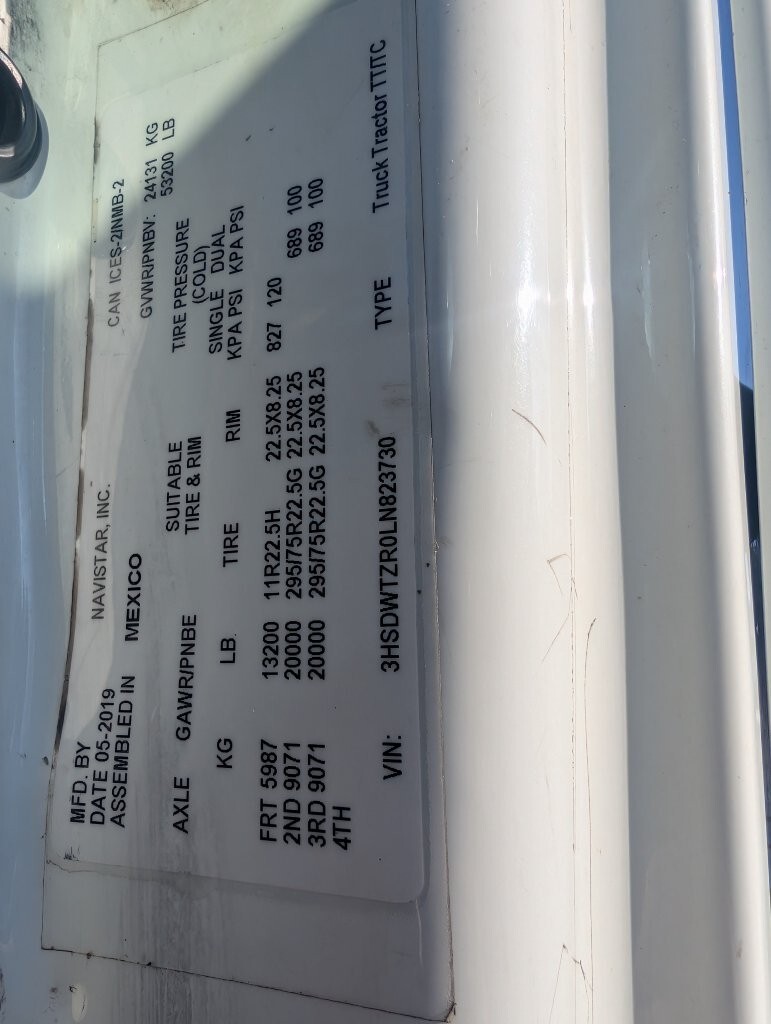 CAN ICES-2/NMB-2
MFD. BY NAVISTAR, INC.
DATE 05-2019 GVWR/PNBV: 24131 KG
ASSEMBLED IN MEXICO 53200 LB
AXLE GAWR/PNBE SUITABLE TIRE PRESSURE
TIRE & RIM (COLD)
SINGLE DUAL
KG LB. TIRE RIM KPA PSI KPA PSI
FRT 5987 13200 11R22.5H 22.5X8.25 827 120
2ND 9071 20000 295/75R22.5G 22.5X8.25 689 100
3RD 9071 20000 295/75R22.5G 22.5X8.25 689 100
4TH
VIN: 3HSDWTZR0LN823730 TYPE Truck Tractor TT/TC